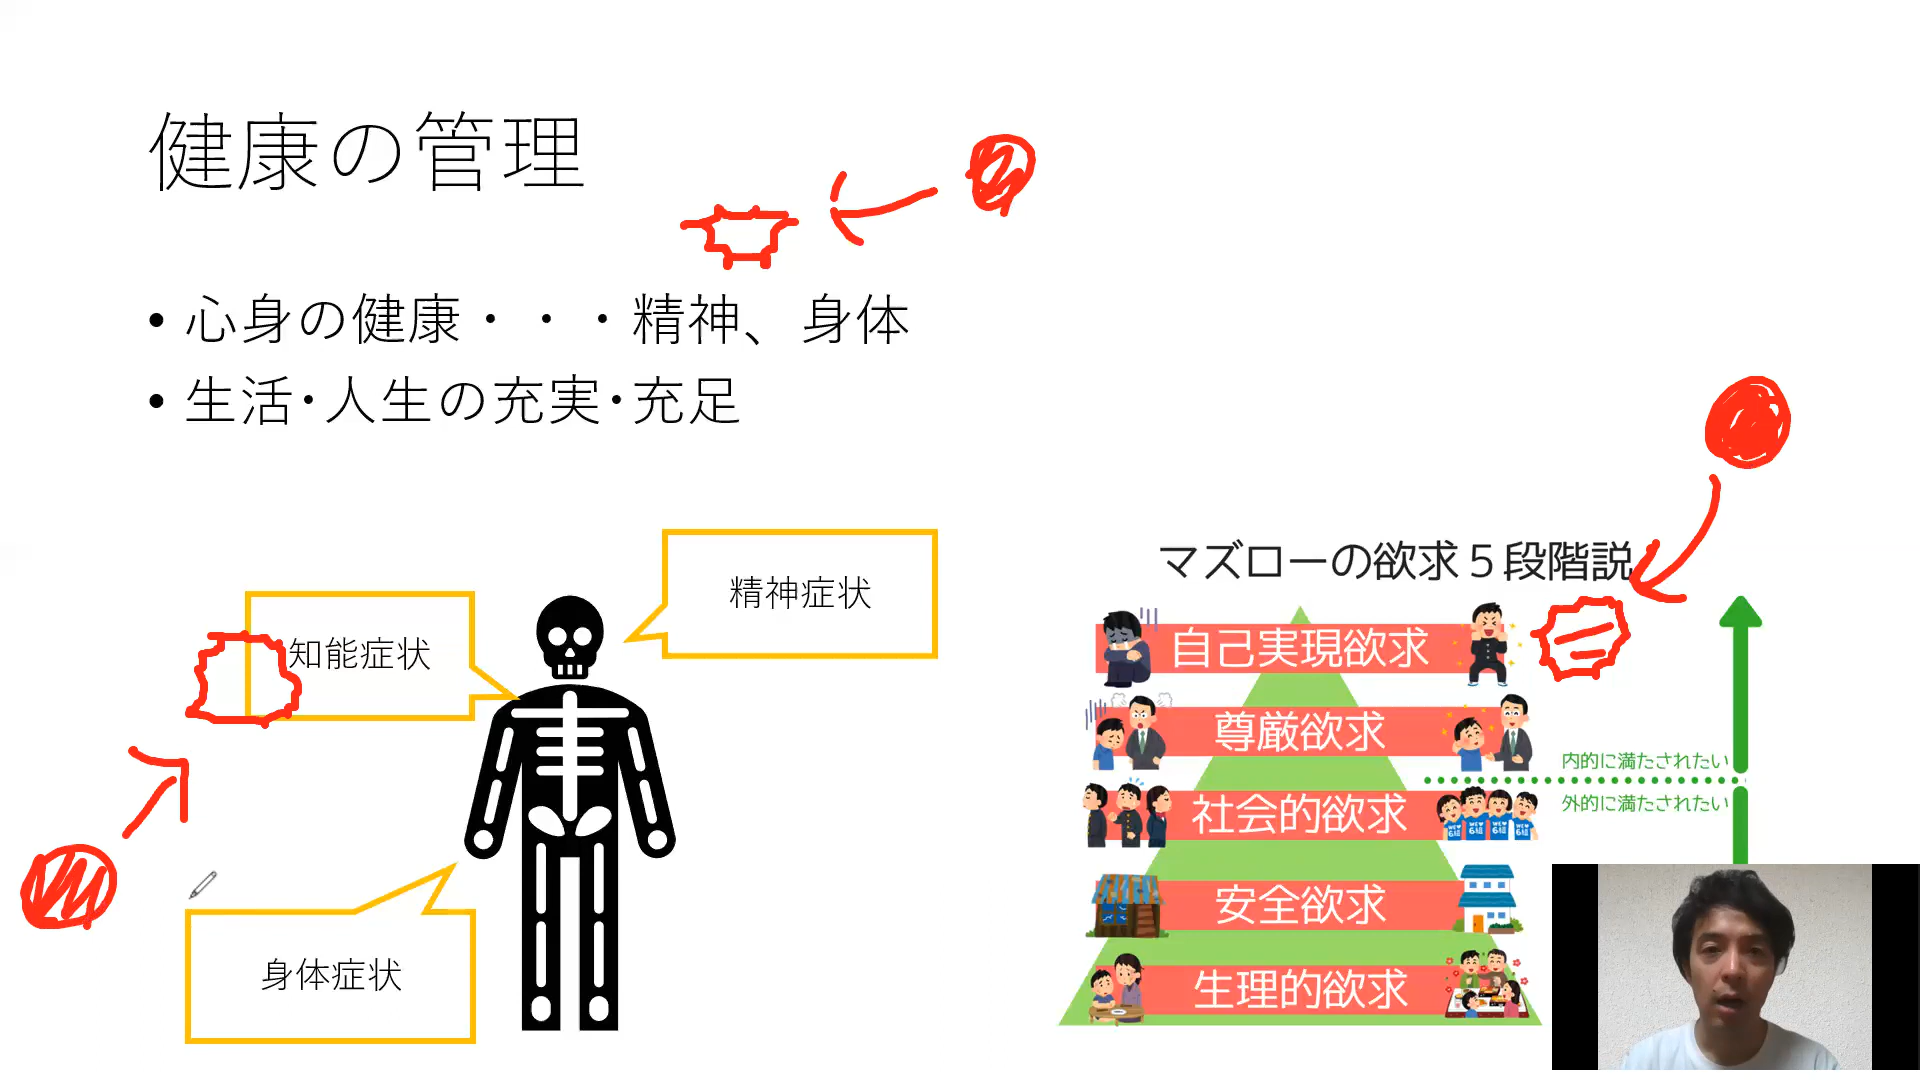 健康の管理
• 心身の健康・・・精神、身体
• 生活・人生の充実・充足
精神症状
知能症状
身体症状
マズローの欲求５段階説
自己実現欲求
尊厳欲求
内的に満たされたい
外的に満たされたい
社会的欲求
安全欲求
生理的欲求